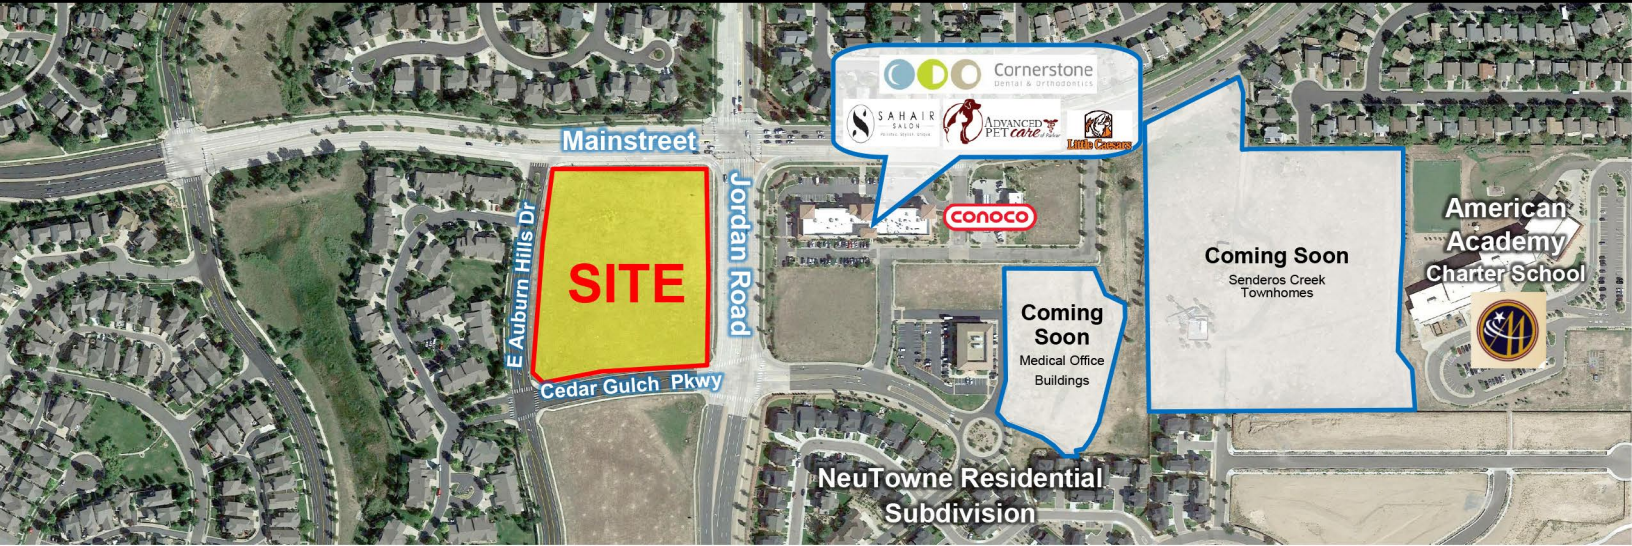 Cornerstone
Dental & Orthodontics
SAHAIR
SALON
ADVANCED
PET care
Little Caesars
Mainstreet
Jordan Road
E Auburn Hills Dr
SITE
Cedar Gulch Pkwy
conoco
Coming
Soon
Medical Office
Buildings
Coming Soon
Senderos Creek
Townhomes
American
Academy
Charter School
NeuTowne Residential
Subdivision